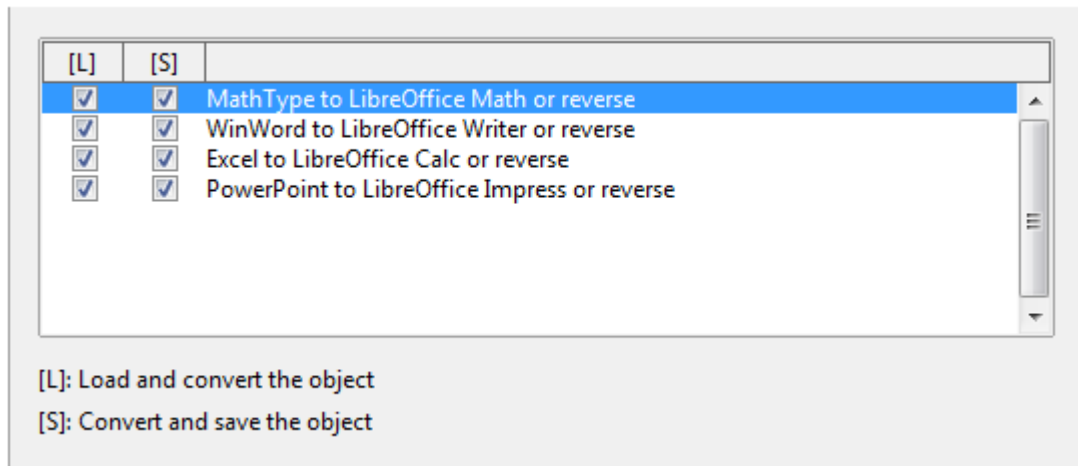 [L] [S]
MathType to LibreOffice Math or reverse
WinWord to LibreOffice Writer or reverse
Excel to LibreOffice Calc or reverse
PowerPoint to LibreOffice Impress or reverse
[L]: Load and convert the object
[S]: Convert and save the object